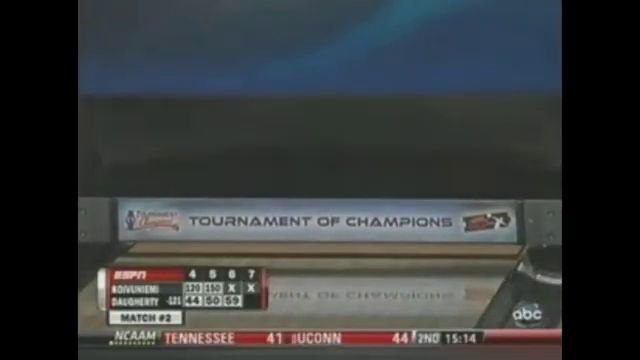 TOURNAMENT
TOURNAMENT OF CHAMPIONS
ESPN 4 5 6 7
KOIVUNIEMI 120 150 X X
DAUGHERTY -121 44 50 59
MATCH #2
abc
NCAAM TENNESSEE 41 UCONN 44 2ND 15:14